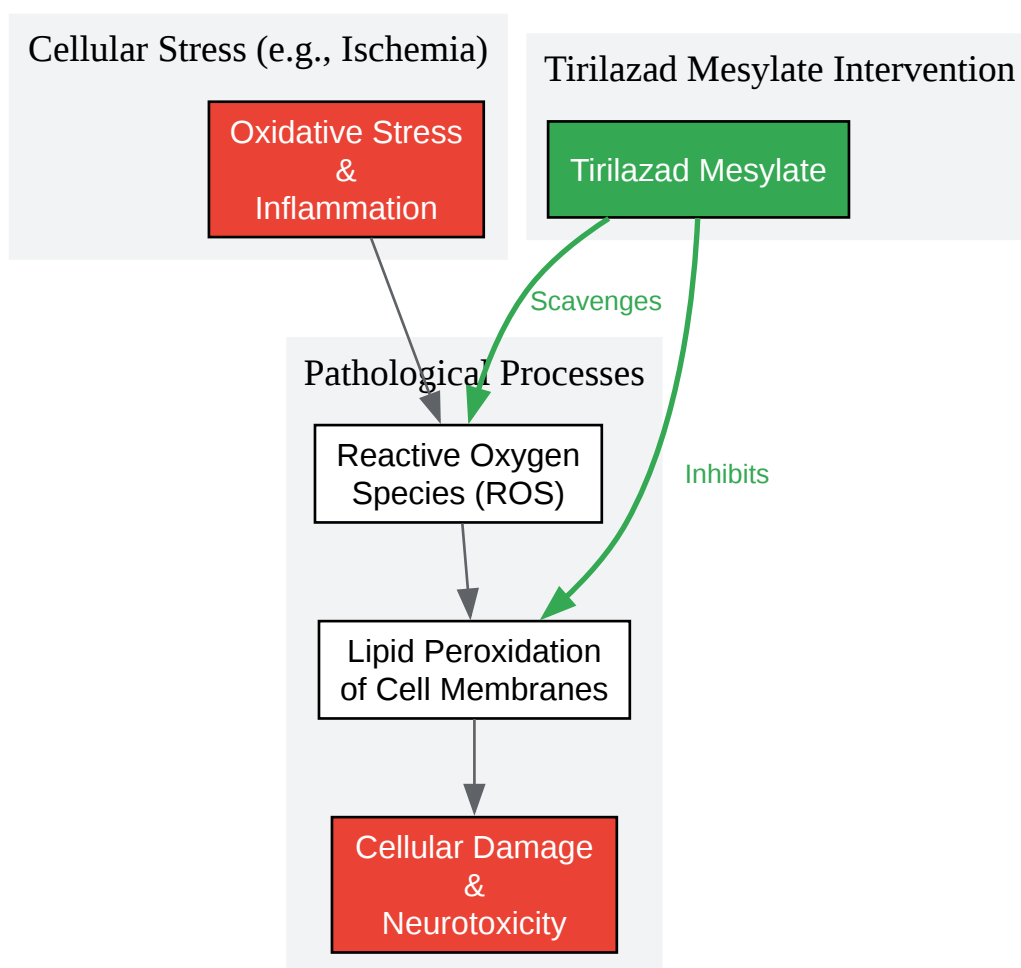 Cellular Stress (e.g., Ischemia)
Tirilazad Mesylate Intervention
Oxidative Stress
&
Inflammation
Tirilazad Mesylate
Scavenges
Pathological Processes
Reactive Oxygen
Species (ROS)
Inhibits
Lipid Peroxidation
of Cell Membranes
Cellular Damage
&
Neurotoxicity